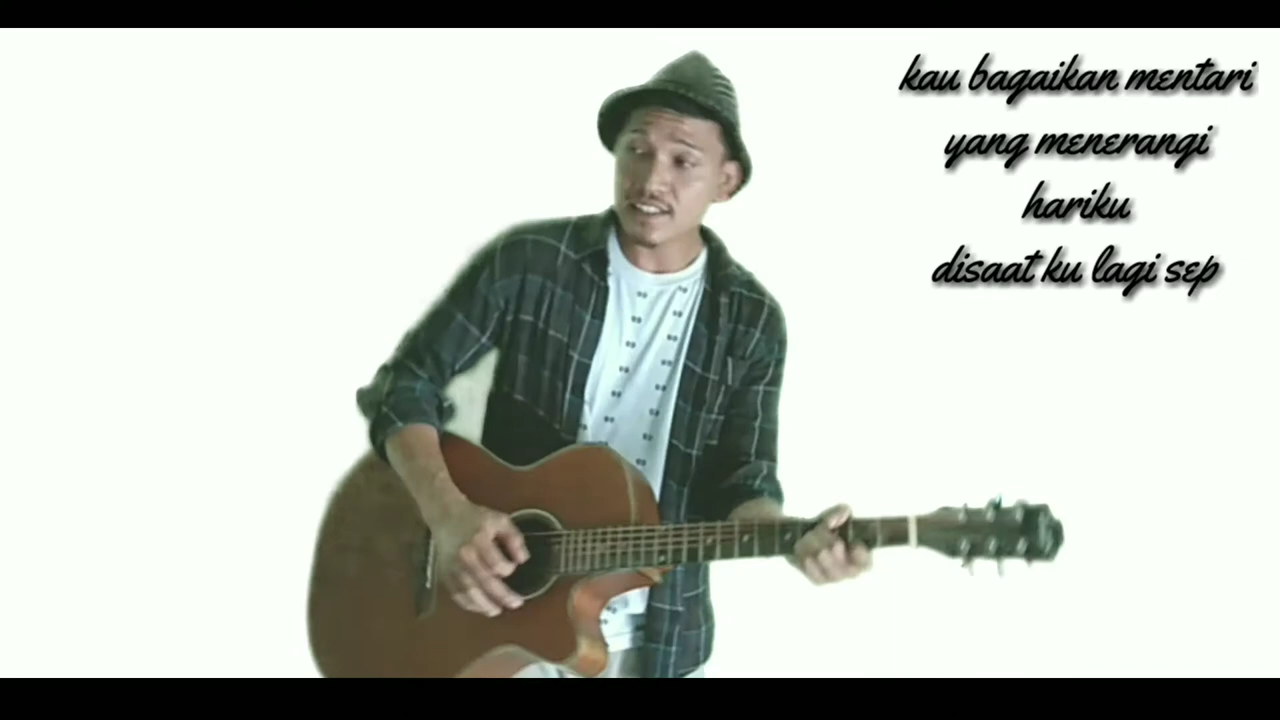 kau bagaikan mentari
yang menerangi
hariku
disaat ku lagi sep